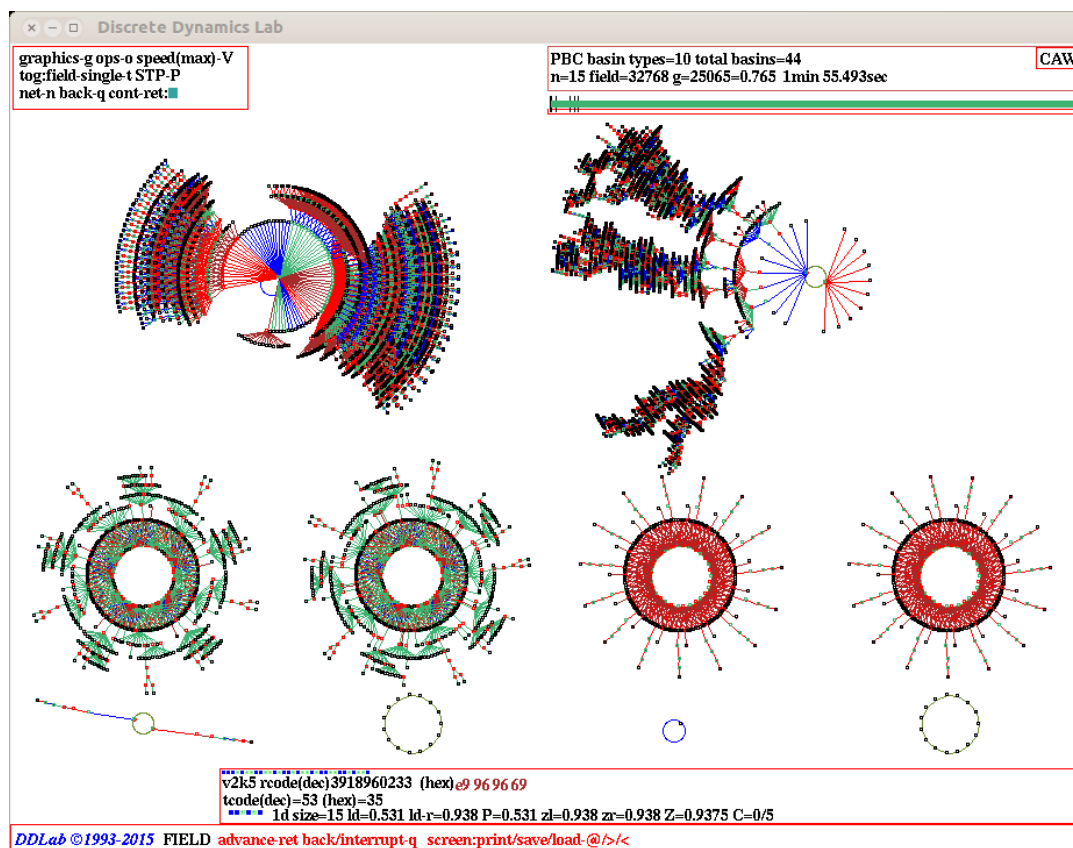 Discrete Dynamics Lab
graphics-g ops-o speed(max)-V
tog:field-single-t STP-P
net-n back-q cont-ret:
PBC basin types=10 total basins=44
n=15 field=32768 g=25065=0.765 1min 55.493sec
CAW
v2k5 rcode(dec)3918960233 (hex)e9 96 96 69
tcode(dec)=53 (hex)=35
1d size=15 ld=0.531 ld-r=0.938 P=0.531 zl=0.938 zr=0.938 Z=0.9375 C=0/5
DDLab ©1993-2015 FIELD advance-ret back/interrupt-q screen:print/save/load-@/>/<